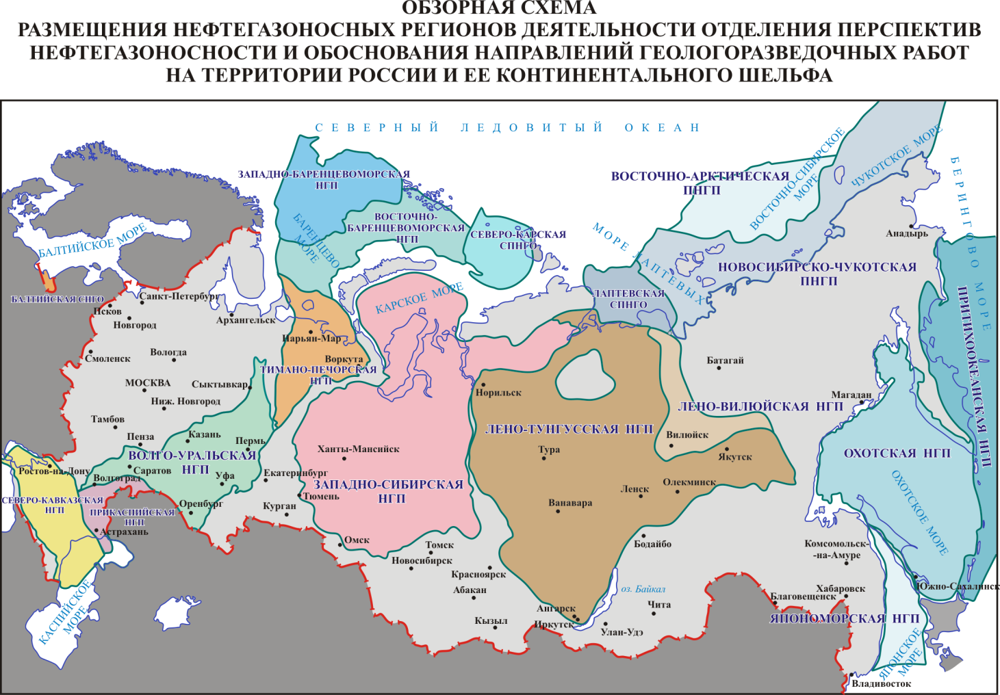 ОБЗОРНАЯ СХЕМА
РАЗМЕЩЕНИЯ НЕФТЕГАЗОНОСНЫХ РЕГИОНОВ ДЕЯТЕЛЬНОСТИ ОТДЕЛЕНИЯ ПЕРСПЕКТИВ
НЕФТЕГАЗОНОСНОСТИ И ОБОСНОВАНИЯ НАПРАВЛЕНИЙ ГЕОЛОГОРАЗВЕДОЧНЫХ РАБОТ
НА ТЕРРИТОРИИ РОССИИ И ЕЕ КОНТИНЕНТАЛЬНОГО ШЕЛЬФА
СЕВЕРНЫЙ ЛЕДОВИТЫЙ ОКЕАН
ЗАПАДНО-БАРЕНЦЕВОМОРСКАЯ
НГП
ВОСТОЧНО-АРКТИЧЕСКАЯ
ПНГП
ВОСТОЧНО-СИБИРСКОЕ
МОРЕ
ЧУКОТСКОЕ МОРЕ
БЕРИНГОВО МОРЕ
БАЛТИЙСКОЕ МОРЕ
БАРЕНЦЕВО
МОРЕ
ВОСТОЧНО-
БАРЕНЦЕВОМОРСКАЯ
НГП
СЕВЕРО-КАРСКАЯ
СПНГО
МОРЕ ЛАПТЕВЫХ
Анадырь
НОВОСИБИРСКО-ЧУКОТСКАЯ
ПНГП
БАЛТИЙСКАЯ СНГО
Санкт-Петербург
Псков
Новгород
Архангельск
КАРСКОЕ МОРЕ
ЛАПТЕВСКАЯ
СПНГО
ПРИТИХООКЕАНСКАЯ НГП
Нарьян-Мар
Смоленск
Вологда
Воркута
ТИМАНО-ПЕЧОРСКАЯ
НГП
Батагай
МОСКВА
Сыктывкар
Ниж. Новгород
Норильск
Магадан
ЛЕНО-ВИЛЮЙСКАЯ НГП
Тамбов
Пенза
Казань
Пермь
ЛЕНО-ТУНГУССКАЯ НГП
Вилюйск
Якутск
Ханты-Мансийск
Тура
ОХОТСКАЯ НГП
ВОЛГО-УРАЛЬСКАЯ
НГП
Ростов-на-Дону
Волгоград
Саратов
Уфа
Екатеринбург
ЗАПАДНО-СИБИРСКАЯ
НГП
Тюмень
Олекминск
Ленск
ОХОТСКОЕ МОРЕ
СЕВЕРО-КАВКАЗСКАЯ
НГП
ПРИКАСПИЙСКАЯ
НГП
Оренбург
Курган
Ванавара
Астрахань
Омск
Томск
Новосибирск
Бодайбо
Комсомольск-
-на-Амуре
Красноярск
Абакан
оз. Байкал
Южно-Сахалинск
Хабаровск
Благовещенск
КАСПИЙСКОЕ
МОРЕ
Ангарск
Иркутск
Чита
ЯПОНОМОРСКАЯ НГП
Кызыл
Улан-Удэ
ЯПОНСКОЕ
МОРЕ
Владивосток